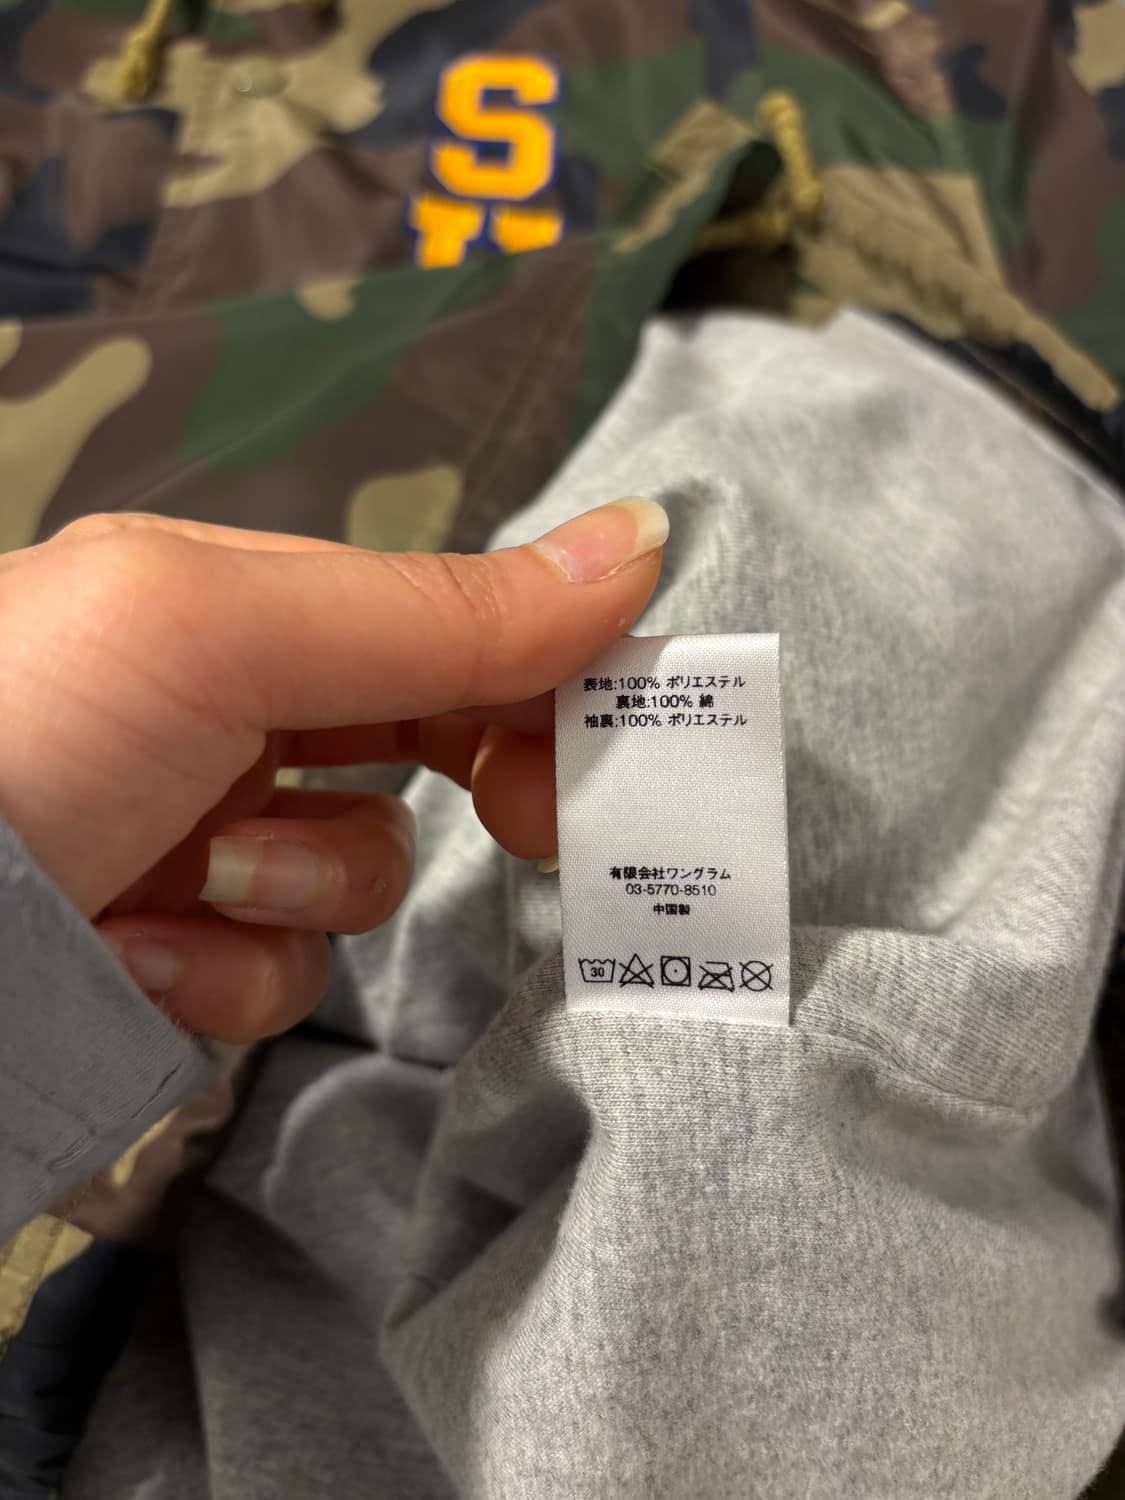 S
表地:100% ポリエステル
裏地:100% 綿
袖裏:100% ポリエステル
有限会社ワングラム
03-5770-8510
中国製
30